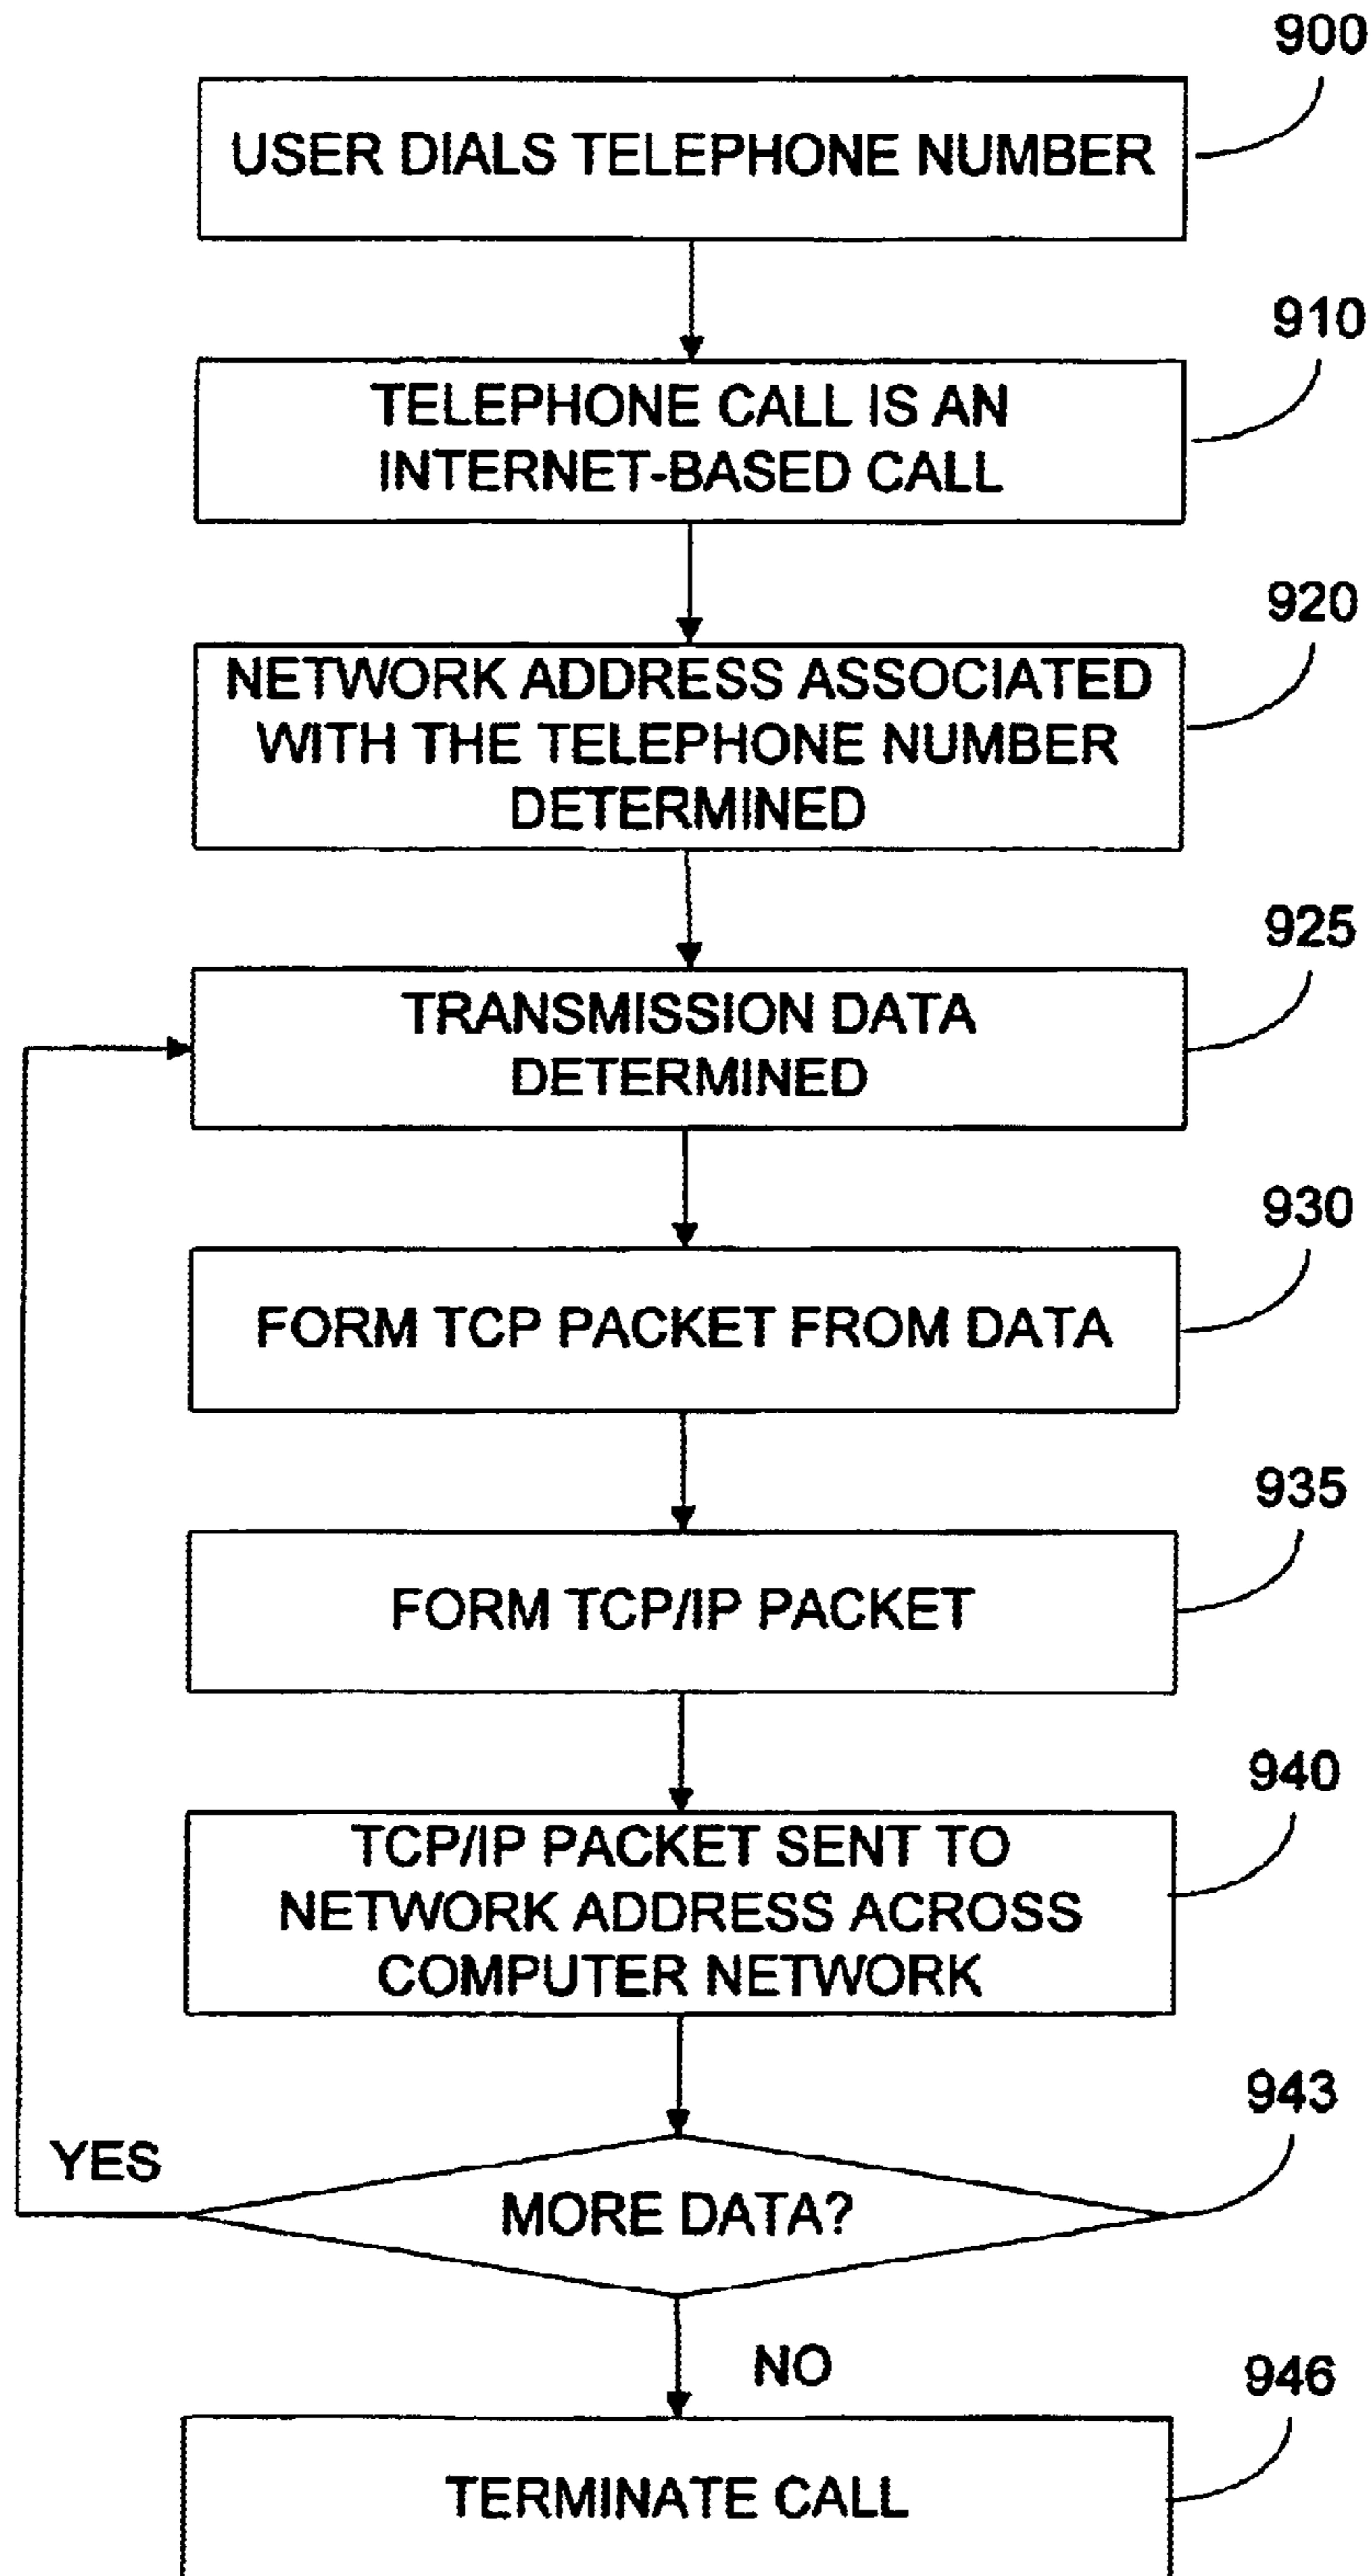 900
USER DIALS TELEPHONE NUMBER
910
TELEPHONE CALL IS AN
INTERNET-BASED CALL
920
NETWORK ADDRESS ASSOCIATED
WITH THE TELEPHONE NUMBER
DETERMINED
925
TRANSMISSION DATA
DETERMINED
930
FORM TCP PACKET FROM DATA
935
FORM TCP/IP PACKET
940
TCP/IP PACKET SENT TO
NETWORK ADDRESS ACROSS
COMPUTER NETWORK
943
YES
MORE DATA?
NO
946
TERMINATE CALL